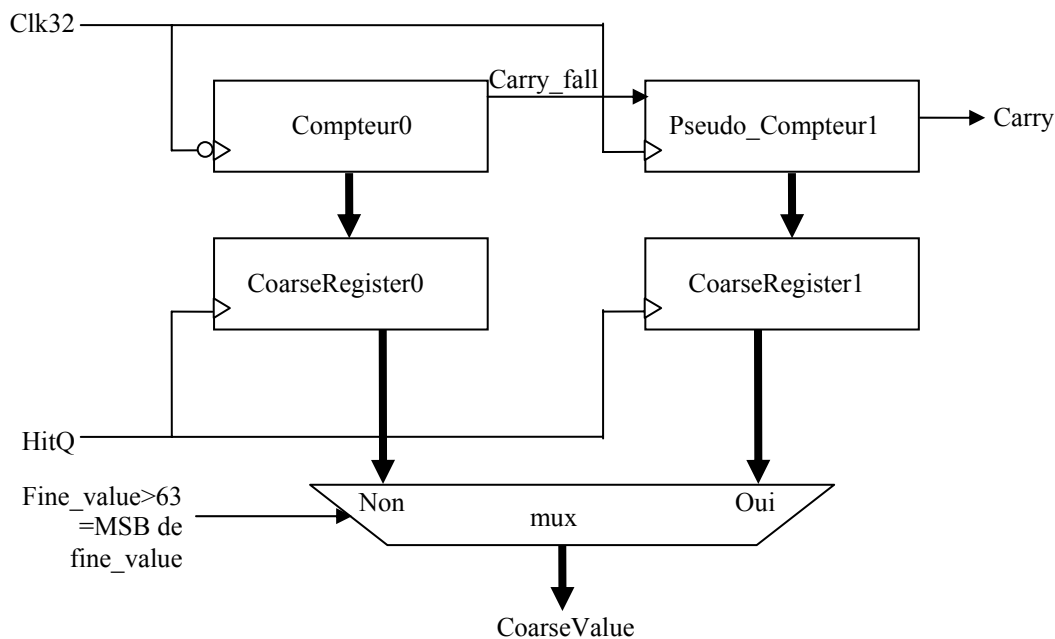 Clk32
Carry_fall
Compteur0
Pseudo_Compteur1
Carry
CoarseRegister0
CoarseRegister1
HitQ
Fine_value>63
=MSB de
fine_value
Non
mux
Oui
CoarseValue